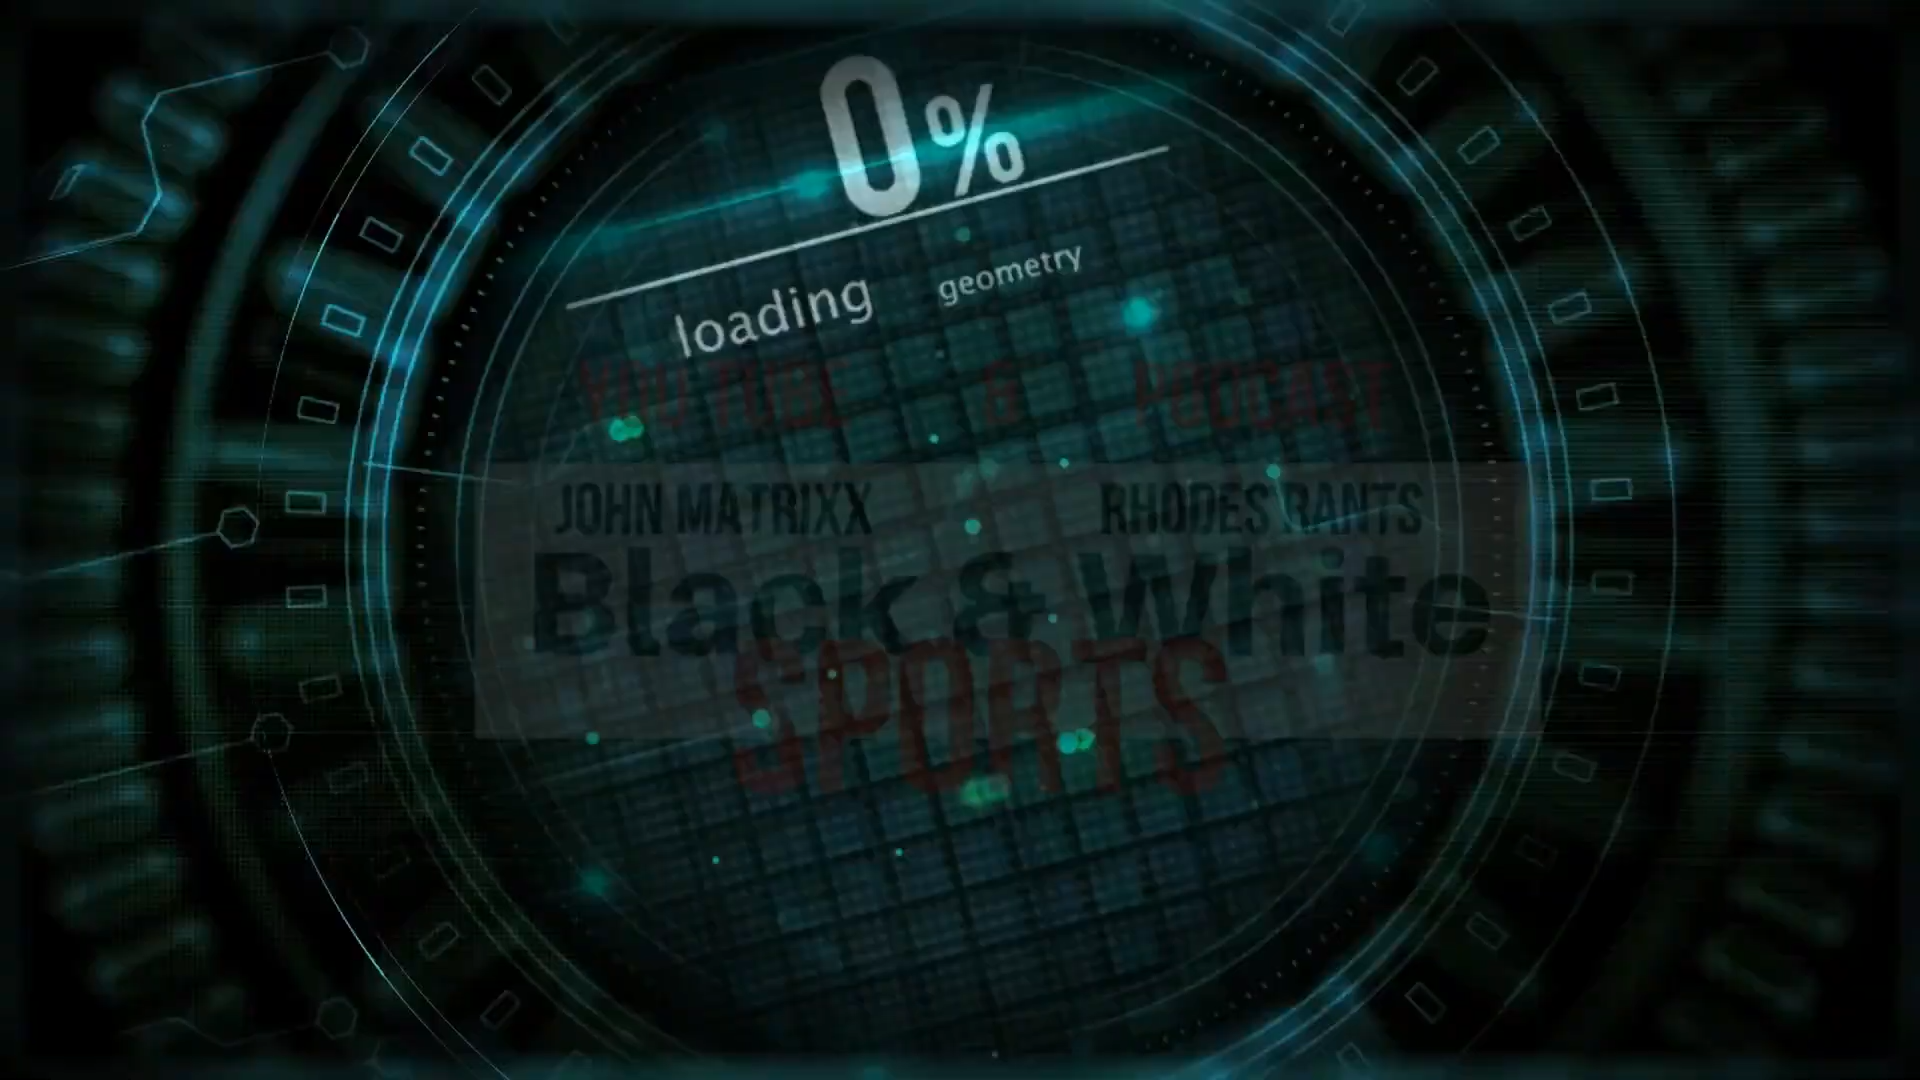 0%
loading geometry
YOU TUBE & PODCAST
JOHN MATRIXX RHODES RANTS
Black & White
SPORTS